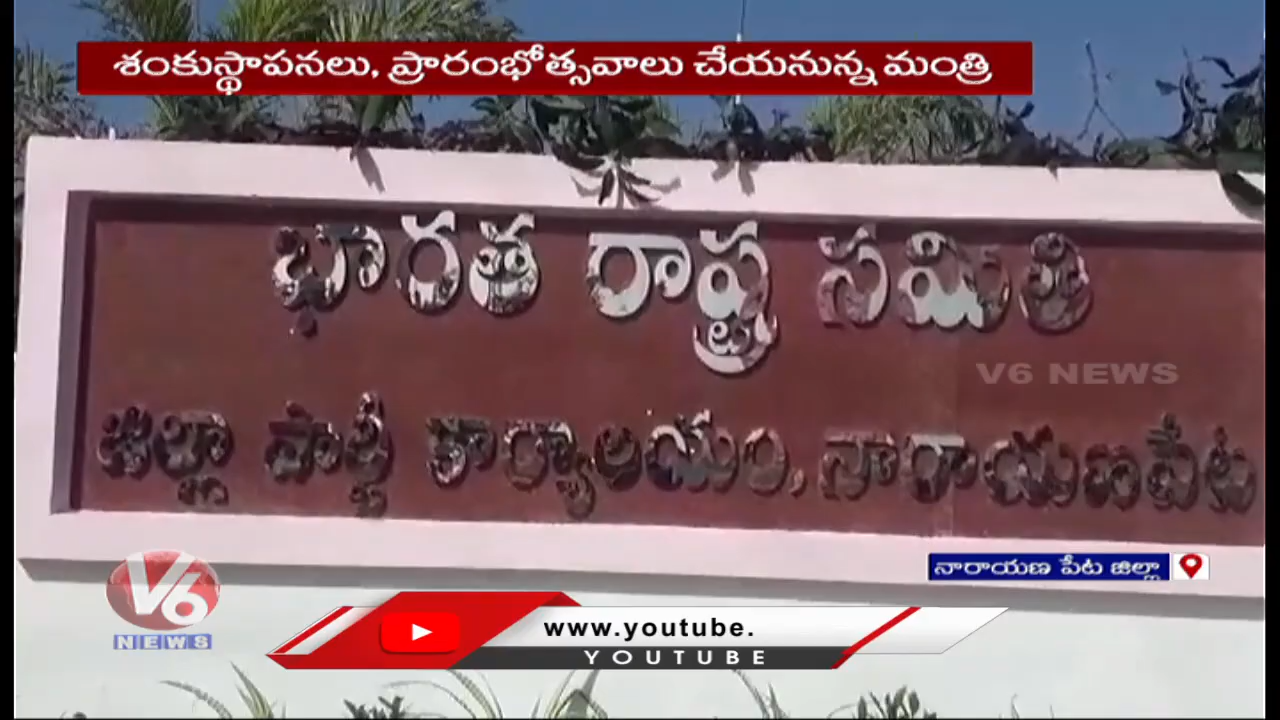 శంకుస్థాపనలు, ప్రారంభోత్సవాలు చేయనున్న మంత్రి
భారత రాష్ట్ర సమితి
V6 NEWS
జిల్లా పార్టీ కార్యాలయం, నారాయణపేట
నారాయణ పేట జిల్లా
V6
NEWS
www.youtube.
YOUTUBE